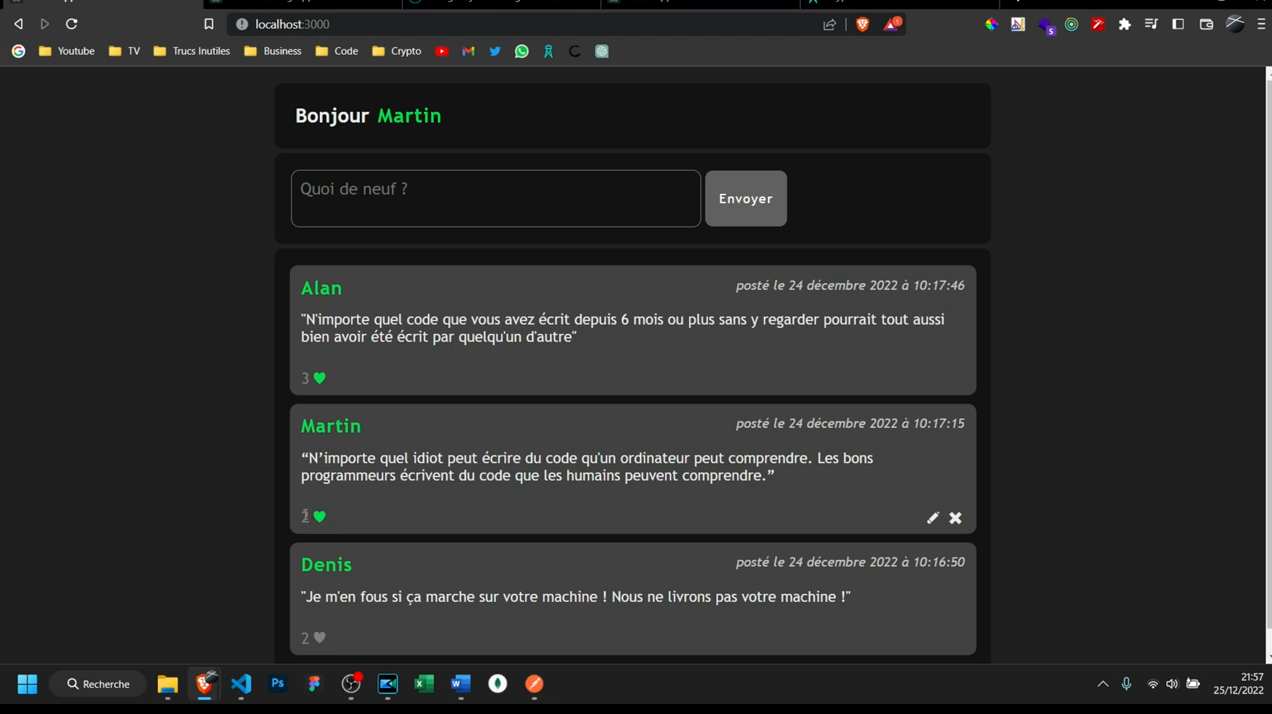 localhost:3000
Youtube TV Trucs Inutiles Business Code Crypto
Bonjour Martin
Quoi de neuf ?
Envoyer
Alan
posté le 24 décembre 2022 à 10:17:46
"N'importe quel code que vous avez écrit depuis 6 mois ou plus sans y regarder pourrait tout aussi
bien avoir été écrit par quelqu'un d'autre"
3
Martin
posté le 24 décembre 2022 à 10:17:15
“N’importe quel idiot peut écrire du code qu'un ordinateur peut comprendre. Les bons
programmeurs écrivent du code que les humains peuvent comprendre.”
2
Denis
posté le 24 décembre 2022 à 10:16:50
"Je m'en fous si ça marche sur votre machine ! Nous ne livrons pas votre machine !"
2
Recherche
21:57
25/12/2022